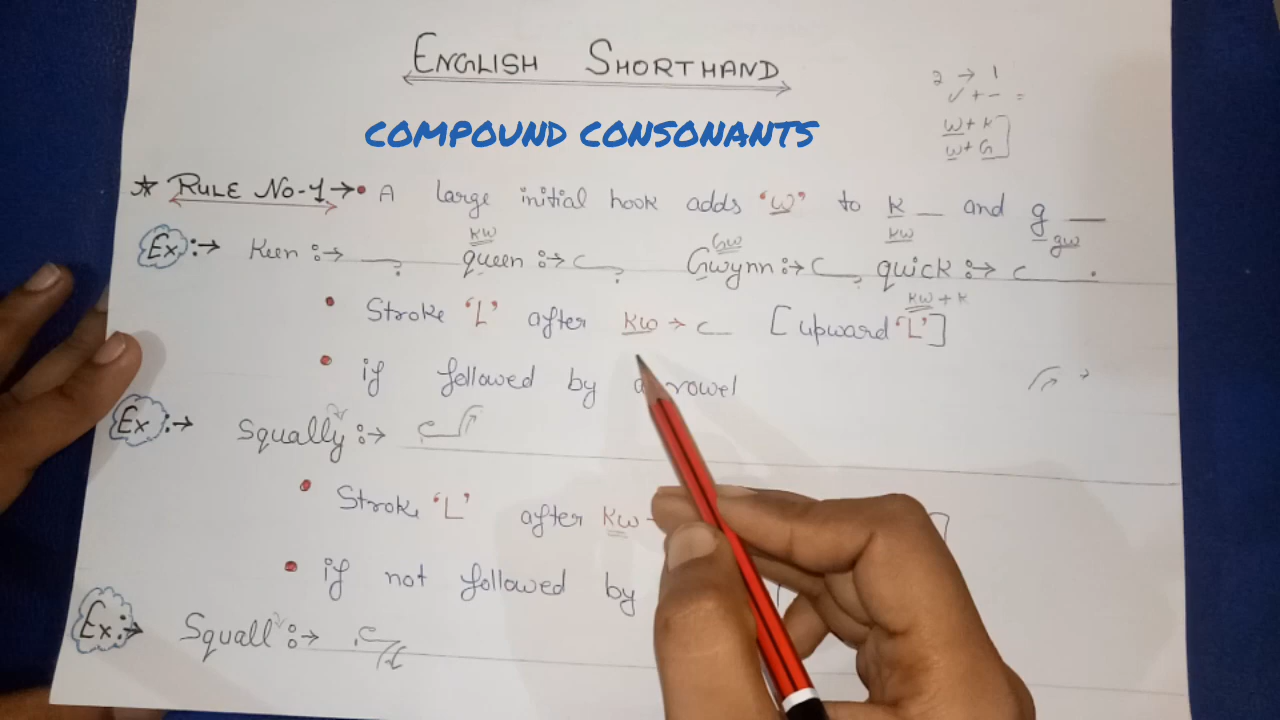 ENGLISH SHORTHAND
2 → 1
✓ + - =
COMPOUND CONSONANTS
w + K
w + G
★ RULE NO-1 → • A large initial hook adds 'w' to k — and g —
kw gw
Ex :→ Keen :→ queen :→ Gwynn :→ quick :→
kw Gw kw + k
• Stroke 'L' after kw → [upward 'L']
• if followed by a vowel
Ex :→ Squally :→
• Stroke 'L' after kw
• if not followed by
Ex :→ Squall :→